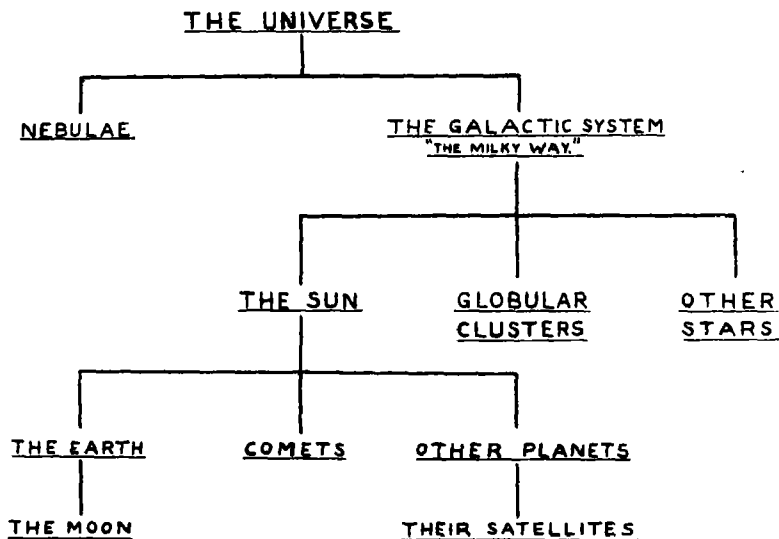 THE UNIVERSE
NEBULAE
THE GALACTIC SYSTEM
"THE MILKY WAY."
THE SUN
GLOBULAR
CLUSTERS
OTHER
STARS
THE EARTH
COMETS
OTHER PLANETS
THE MOON
THEIR SATELLITES